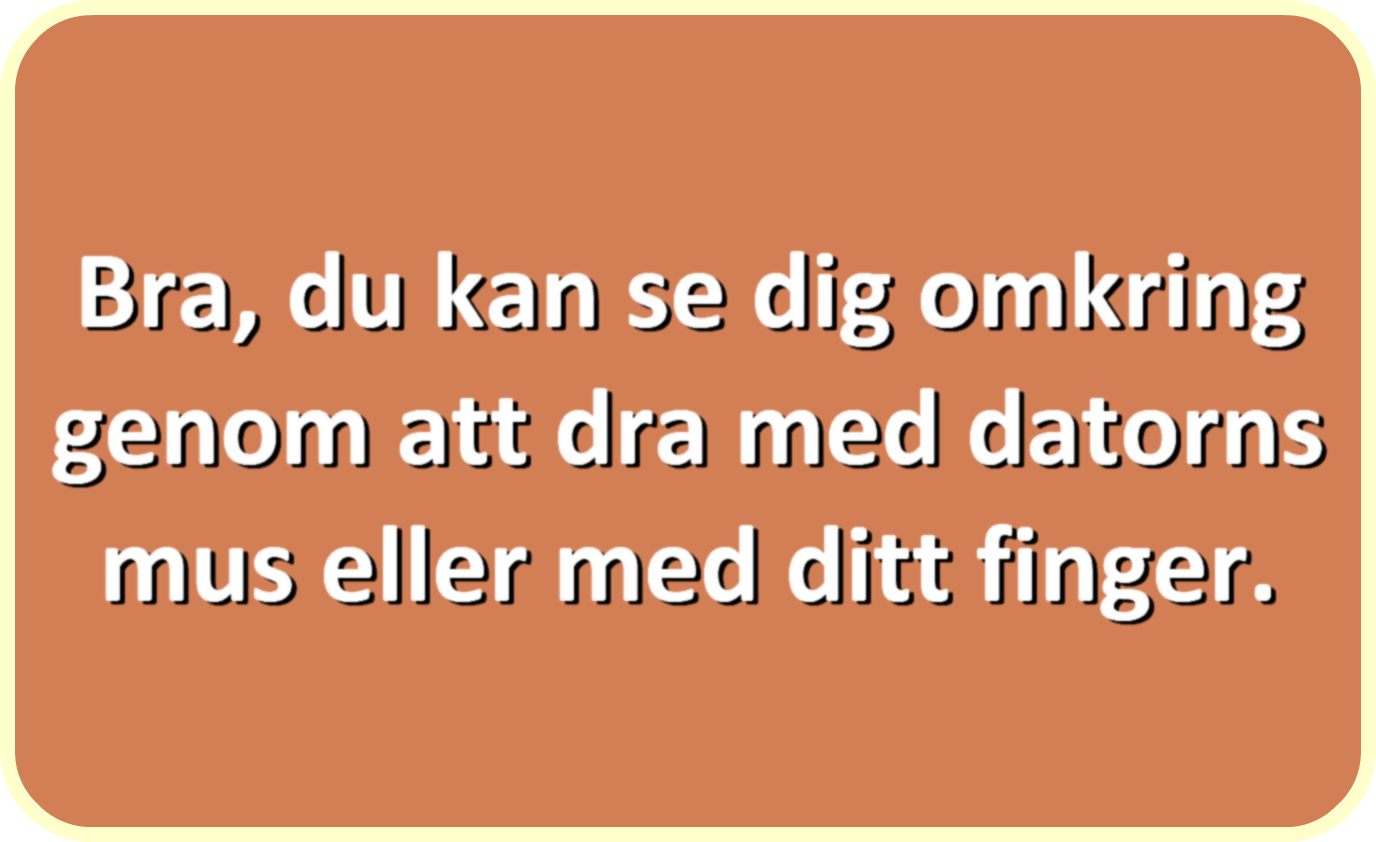 Bra, du kan se dig omkring
genom att dra med datorns
mus eller med ditt finger.